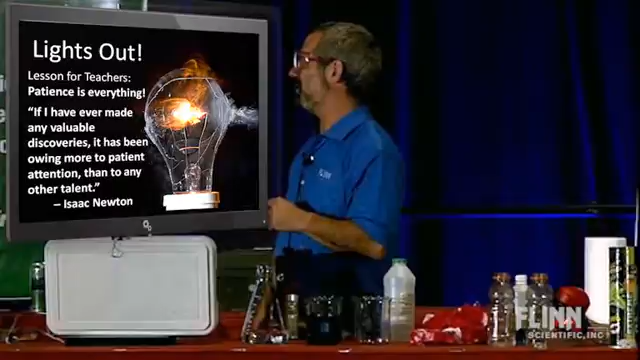 Lights Out!
Lesson for Teachers:
Patience is everything!
“If I have ever made
any valuable
discoveries, it has been
owing more to patient
attention, than to any
other talent.”
– Isaac Newton
FLINN
SCIENTIFIC, INC